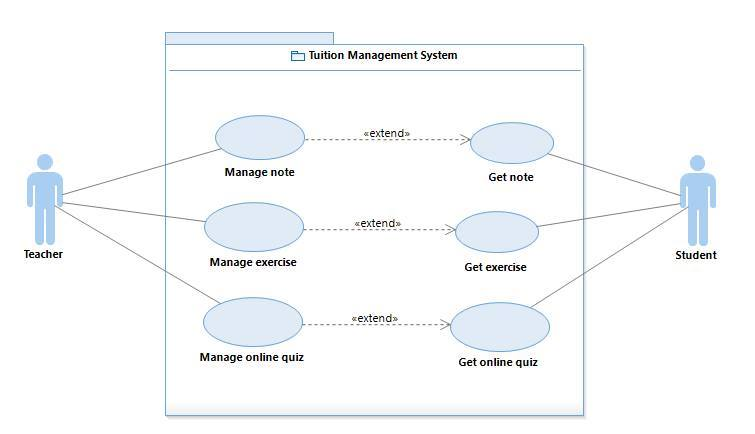 Tuition Management System
«extend»
Manage note
Get note
«extend»
Teacher
Student
Manage exercise
Get exercise
«extend»
Manage online quiz
Get online quiz